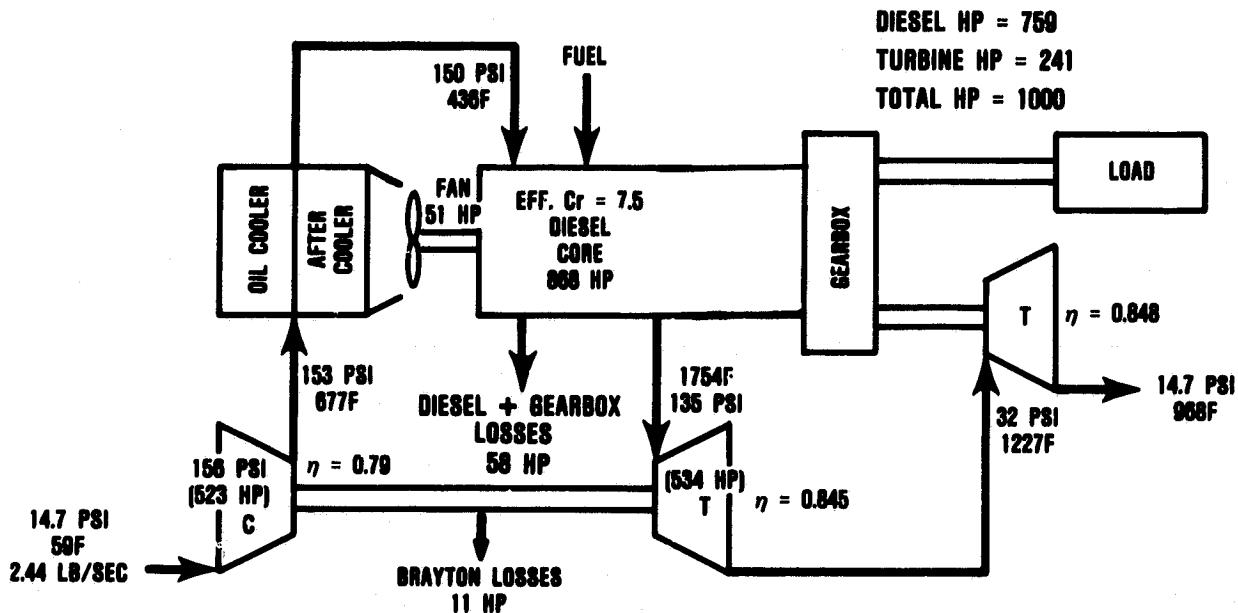 DIESEL HP = 759
TURBINE HP = 241
TOTAL HP = 1000
150 PSI
436F
FUEL
OIL COOLER
AFTER
COOLER
FAN
51 HP
EFF. Cr = 7.5
DIESEL
CORE
868 HP
GEARBOX
LOAD
T
η = 0.848
14.7 PSI
968F
153 PSI
677F
DIESEL + GEARBOX
LOSSES
58 HP
1754F
135 PSI
32 PSI
1227F
156 PSI
(523 HP)
C
η = 0.79
(534 HP)
T
η = 0.845
14.7 PSI
59F
2.44 LB/SEC
BRAYTON LOSSES
11 HP